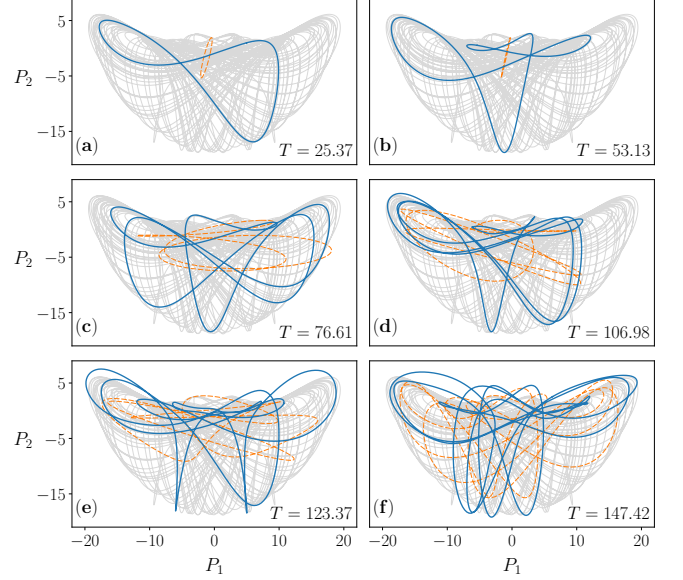 5
P₂ −5
−15
(a) T = 25.37
(b) T = 53.13
5
P₂ −5
−15
(c) T = 76.61
(d) T = 106.98
5
P₂ −5
−15
(e) T = 123.37
(f) T = 147.42
−20 −10 0 10 20
−20 −10 0 10 20
P₁
P₁